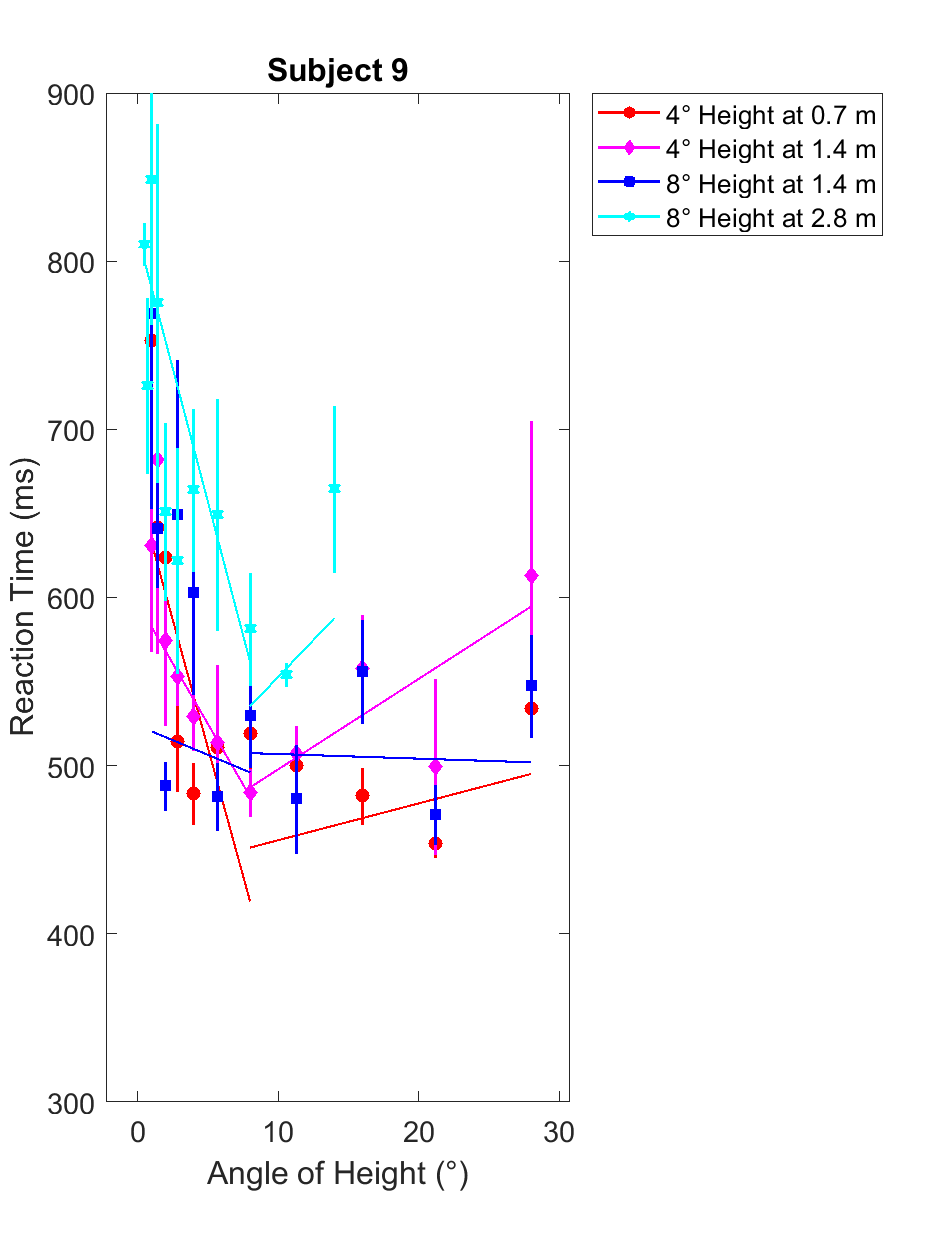 Subject 9
900
800
700
600
500
400
300
0
10
20
30
Reaction Time (ms)
Angle of Height (°)
4° Height at 0.7 m
4° Height at 1.4 m
8° Height at 1.4 m
8° Height at 2.8 m